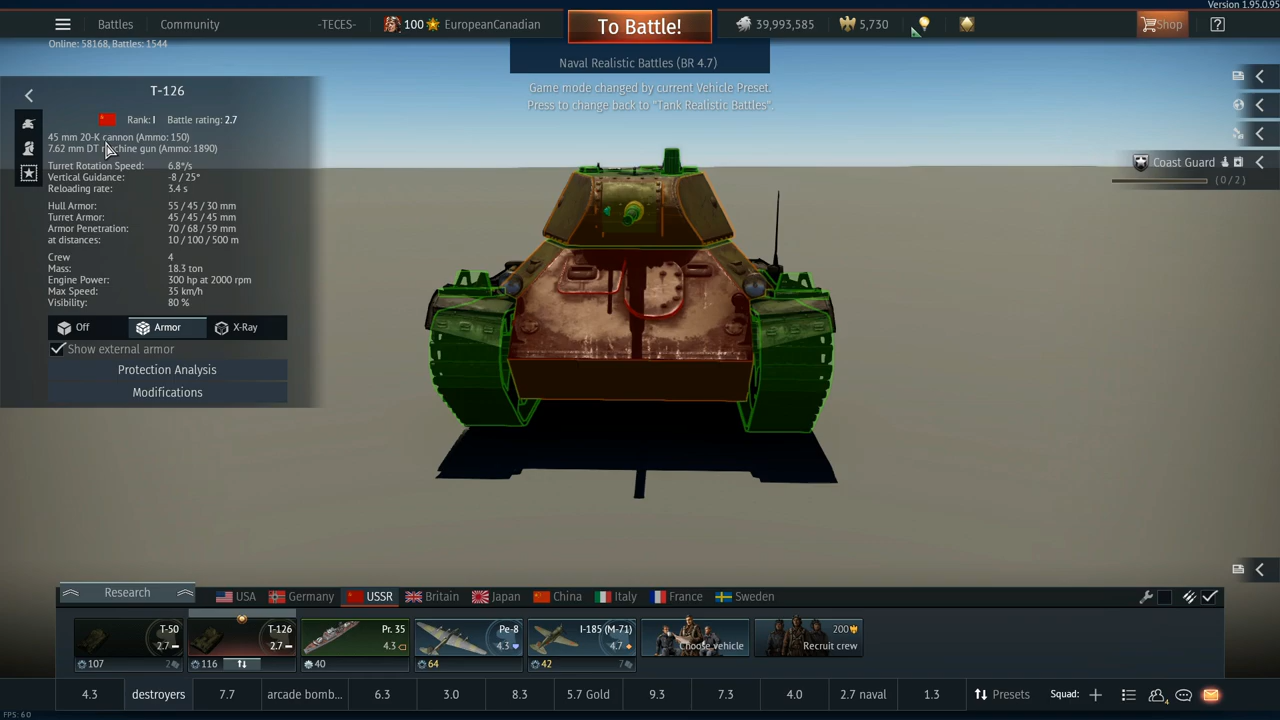 Version 1.95.0.95
Battles Community -TECES- 100 EuropeanCanadian To Battle! 39,993,585 5,730 Shop
Online: 58168, Battles: 1544
Naval Realistic Battles (BR 4.7)
Game mode changed by current Vehicle Preset.
Press to change back to "Tank Realistic Battles".
T-126
Rank: I Battle rating: 2.7
45 mm 20-K cannon (Ammo: 150)
7.62 mm DT machine gun (Ammo: 1890)
Turret Rotation Speed: 6.8°/s
Vertical Guidance: -8 / 25°
Reloading rate: 3.4 s
Hull Armor: 55 / 45 / 30 mm
Turret Armor: 45 / 45 / 45 mm
Armor Penetration: 70 / 68 / 59 mm
at distances: 10 / 100 / 500 m
Crew 4
Mass: 18.3 ton
Engine Power: 300 hp at 2000 rpm
Max Speed: 35 km/h
Visibility: 80 %
Off Armor X-Ray
Show external armor
Protection Analysis
Modifications
Coast Guard
(0/2)
Research USA Germany USSR Britain Japan China Italy France Sweden
T-50
2.7
107 2
T-126
2.7
116
Pr. 35
4.3
40
Pe-8
4.3
64
I-185 (M-71)
4.7
42 7
Choose vehicle
200
Recruit crew
4.3 destroyers 7.7 arcade bomb... 6.3 3.0 8.3 5.7 Gold 9.3 7.3 4.0 2.7 naval 1.3 Presets Squad: 4
FPS: 60